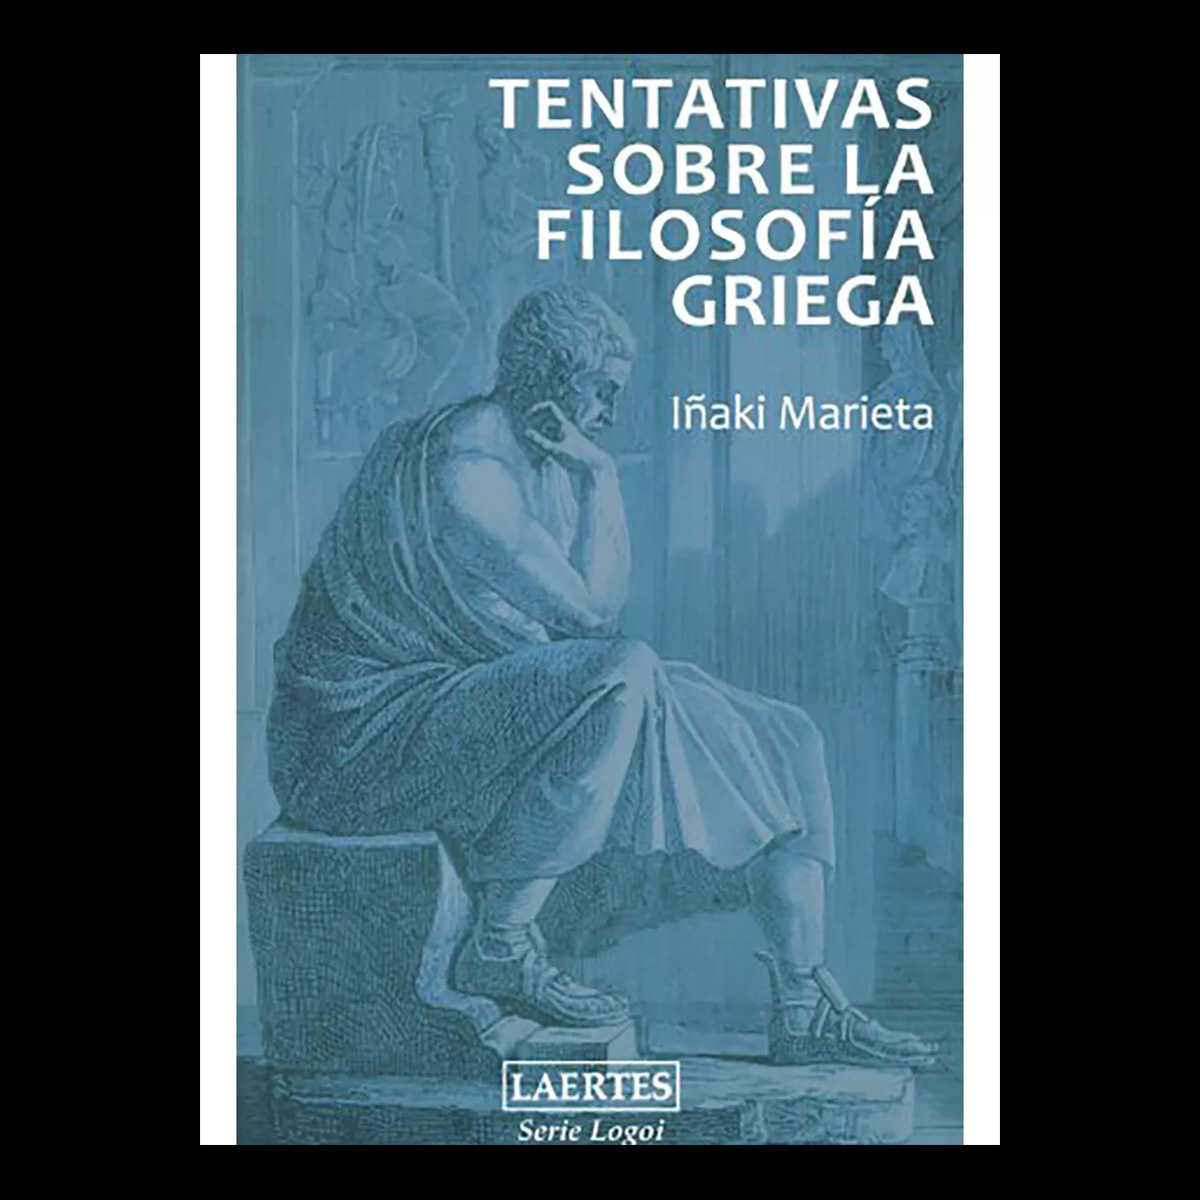 TENTATIVAS
SOBRE LA
FILOSOFÍA
GRIEGA
Iñaki Marieta
LAERTES
Serie Logoi